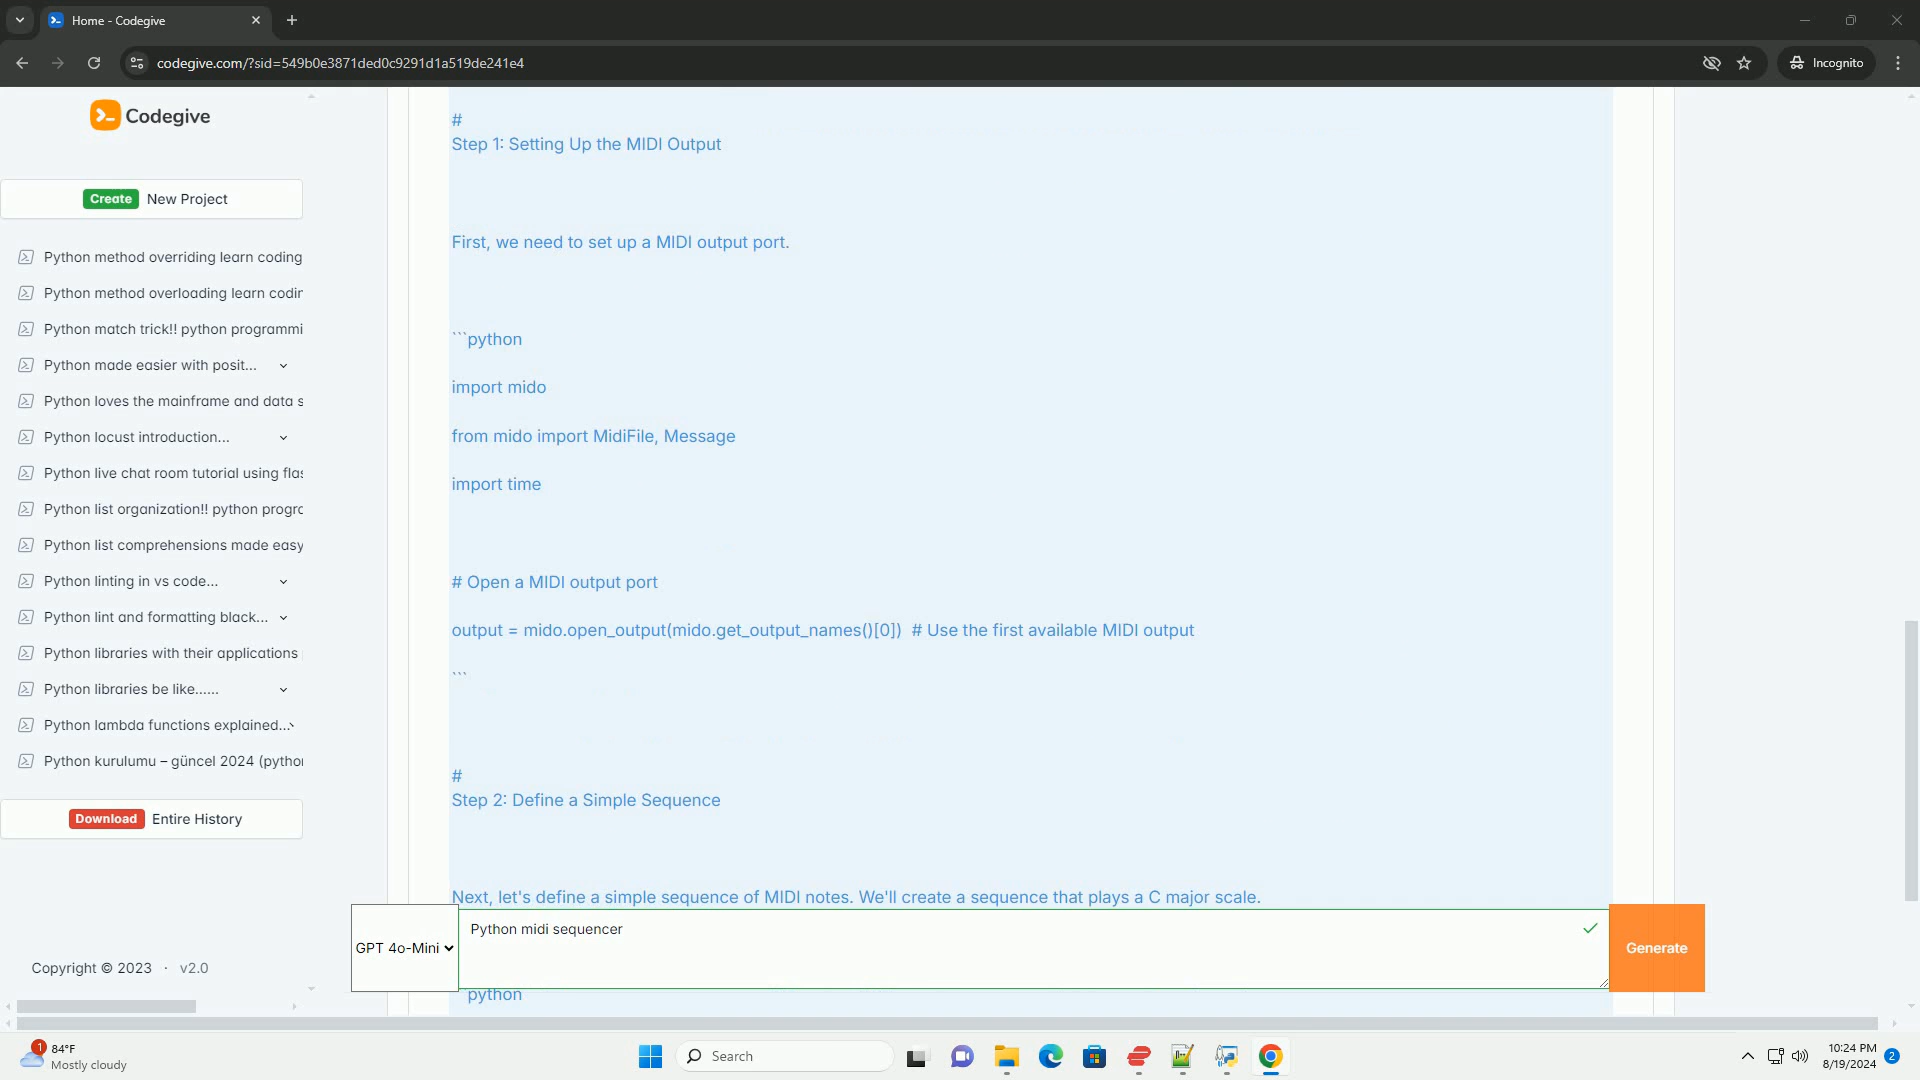 Home - Codegive
codegive.com/?sid=549b0e3871ded0c9291d1a519de241e4
Incognito
Codegive
Create New Project
Python method overriding learn coding
Python method overloading learn codin
Python match trick!! python programmi
Python made easier with posit...
Python loves the mainframe and data s
Python locust introduction...
Python live chat room tutorial using flas
Python list organization!! python progra
Python list comprehensions made easy
Python linting in vs code...
Python lint and formatting black...
Python libraries with their applications
Python libraries be like......
Python lambda functions explained...
Python kurulumu – güncel 2024 (python
Download Entire History
Copyright © 2023 · v2.0
#
Step 1: Setting Up the MIDI Output
First, we need to set up a MIDI output port.
```python
import mido
from mido import MidiFile, Message
import time
# Open a MIDI output port
output = mido.open_output(mido.get_output_names()[0])  # Use the first available MIDI output
```
#
Step 2: Define a Simple Sequence
Next, let's define a simple sequence of MIDI notes. We'll create a sequence that plays a C major scale.
GPT 4o-Mini
Python midi sequencer
Generate
python
1
84°F
Mostly cloudy
Search
10:24 PM
8/19/2024
2